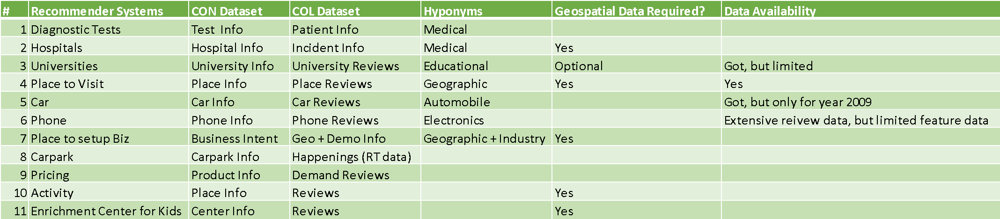 # Recommender Systems CON Dataset COL Dataset Hyponyms Geospatial Data Required? Data Availability
1 Diagnostic Tests Test Info Patient Info Medical
2 Hospitals Hospital Info Incident Info Medical Yes
3 Universities University Info University Reviews Educational Optional Got, but limited
4 Place to Visit Place Info Place Reviews Geographic Yes Yes
5 Car Car Info Car Reviews Automobile Got, but only for year 2009
6 Phone Phone Info Phone Reviews Electronics Extensive reivew data, but limited feature data
7 Place to setup Biz Business Intent Geo + Demo Info Geographic + Industry Yes
8 Carpark Carpark Info Happenings (RT data)
9 Pricing Product Info Demand Reviews
10 Activity Place Info Reviews Yes
11 Enrichment Center for Kids Center Info Reviews Yes